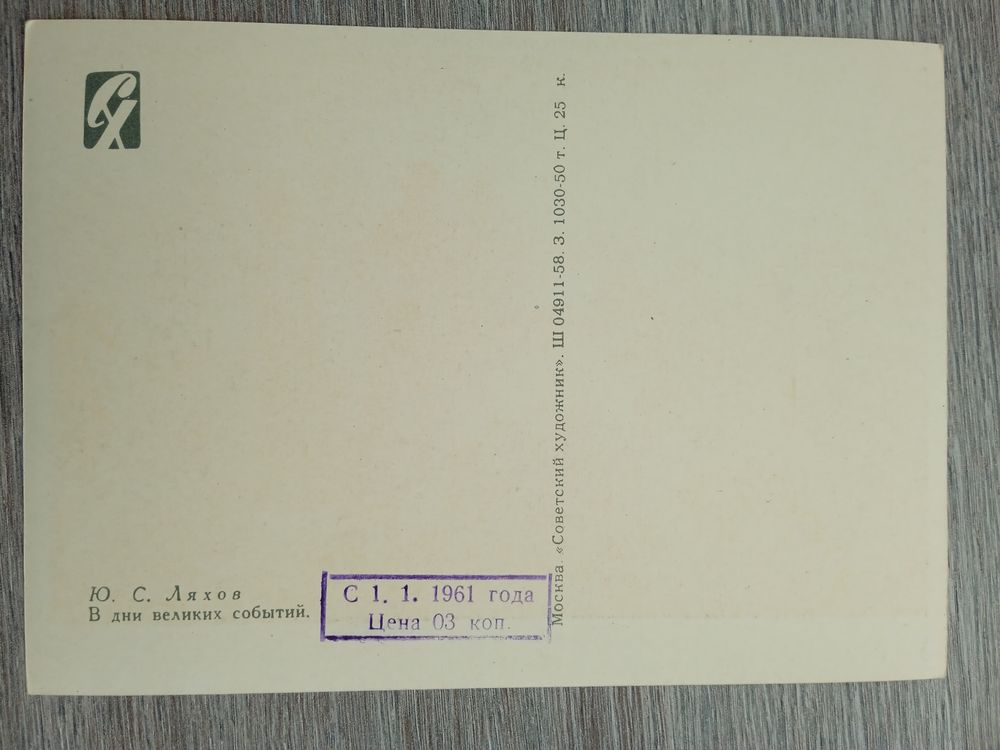 СХ
Ю. С. Ляхов
В дни великих событий.
С 1. 1. 1961 года
Цена 03 коп.
Москва. «Советский художник». Ш 04911-58. З. 1030-50 т. Ц. 25 к.